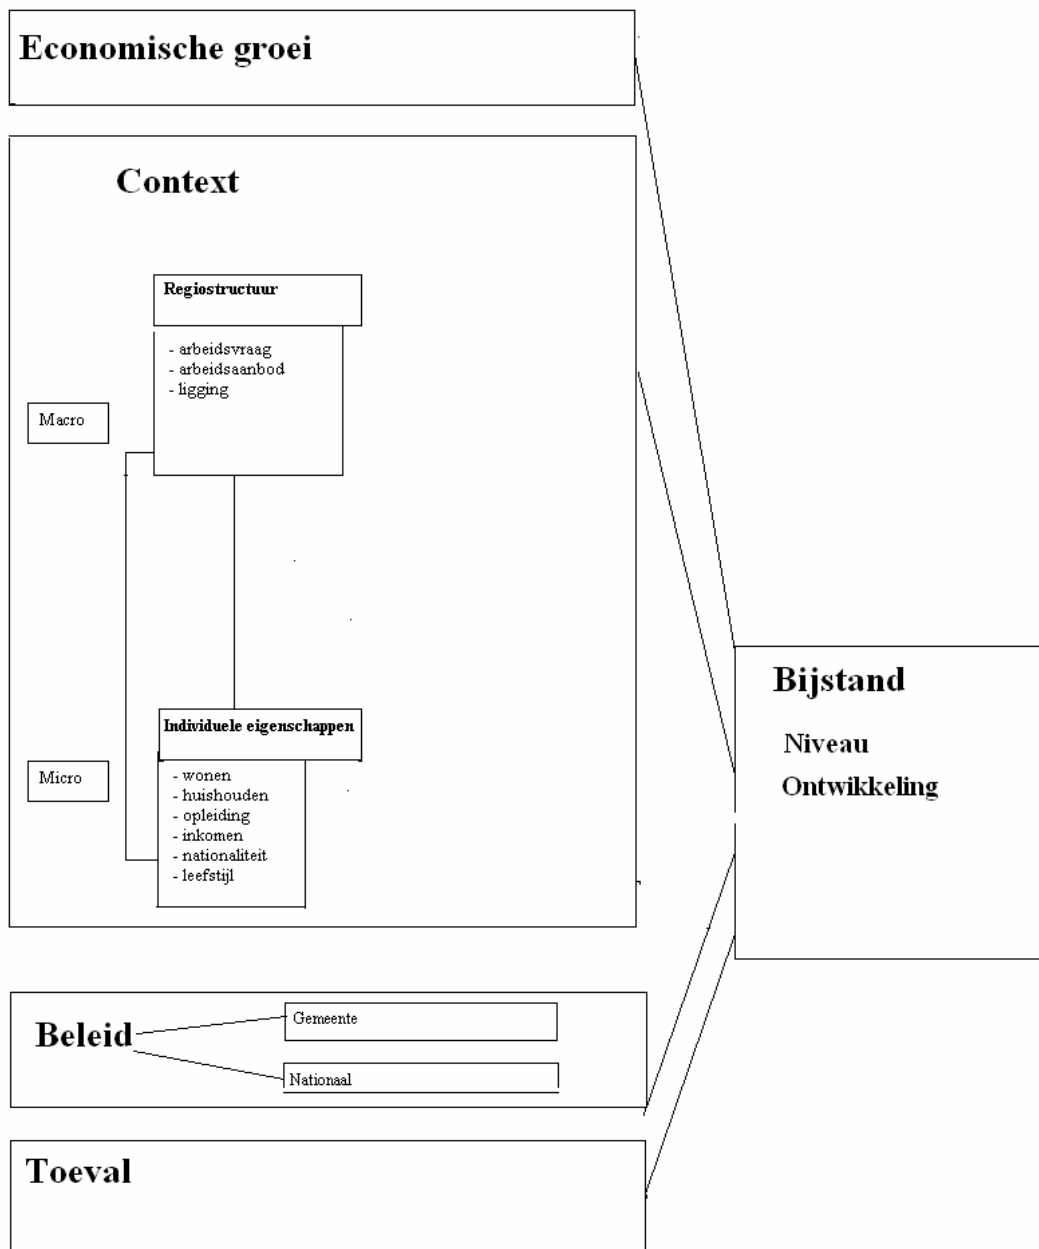 Economische groei
Context
Regiostructuur
- arbeidsvraag
- arbeidsaanbod
- ligging
Macro
Individuele eigenschappen
Micro
- wonen
- huishouden
- opleiding
- inkomen
- nationaliteit
- leefstijl
Bijstand
Niveau
Ontwikkeling
Beleid
Gemeente
Nationaal
Toeval